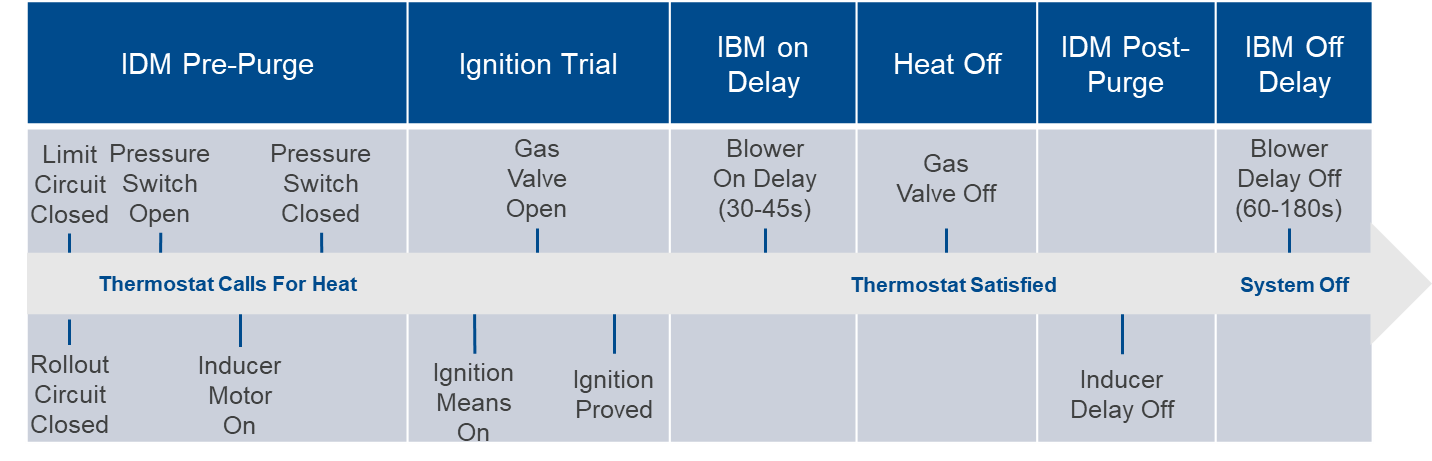 IDM Pre-Purge
Ignition Trial
IBM on
Delay
Heat Off
IDM Post-
Purge
IBM Off
Delay
Limit
Circuit
Closed
Pressure
Switch
Open
Pressure
Switch
Closed
Gas
Valve
Open
Blower
On Delay
(30-45s)
Gas
Valve Off
Blower
Delay Off
(60-180s)
Thermostat Calls For Heat
Thermostat Satisfied
System Off
Rollout
Circuit
Closed
Inducer
Motor
On
Ignition
Means
On
Ignition
Proved
Inducer
Delay Off